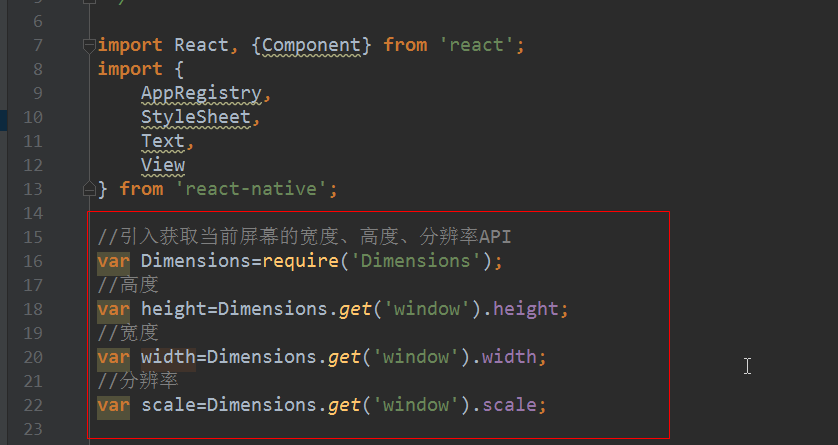 5
6
7 import React, {Component} from 'react';
8 import {
9 AppRegistry,
10 StyleSheet,
11 Text,
12 View
13 } from 'react-native';
14
15 //引入获取当前屏幕的宽度、高度、分辨率API
16 var Dimensions=require('Dimensions');
17 //高度
18 var height=Dimensions.get('window').height;
19 //宽度
20 var width=Dimensions.get('window').width;
21 //分辨率
22 var scale=Dimensions.get('window').scale;
23